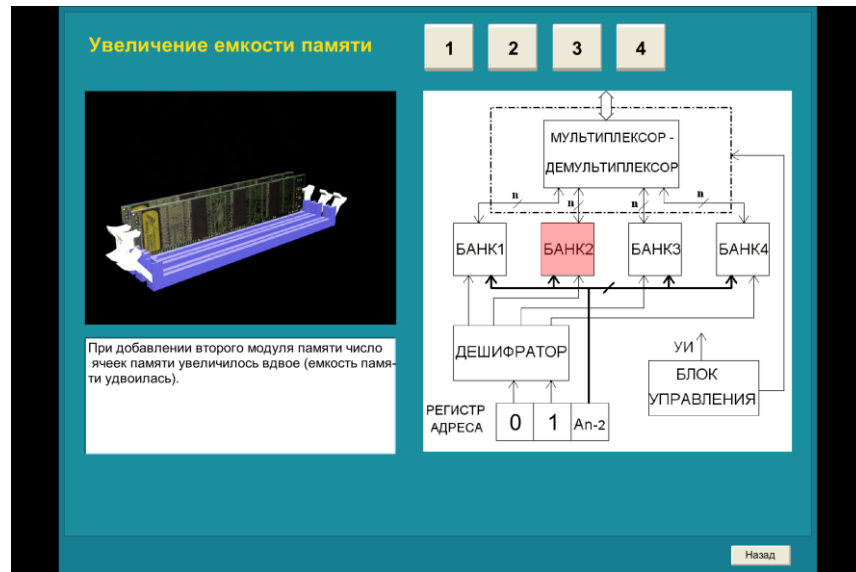 Увеличение емкости памяти
1
2
3
4
При добавлении второго модуля памяти число
ячеек памяти увеличилось вдвое (емкость памя-
ти удвоилась).
МУЛЬТИПЛЕКСОР -
ДЕМУЛЬТИПЛЕКСОР
n
n
n
n
БАНК1
БАНК2
БАНК3
БАНК4
ДЕШИФРАТОР
УИ
БЛОК
УПРАВЛЕНИЯ
РЕГИСТР
АДРЕСА
0
1
An-2
Назад